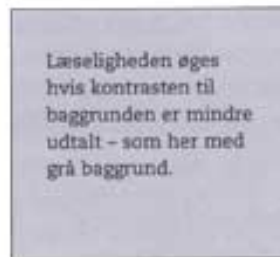 Læseligheden øges
hvis kontrasten til
baggrunden er mindre
udtalt – som her med
grå baggrund.